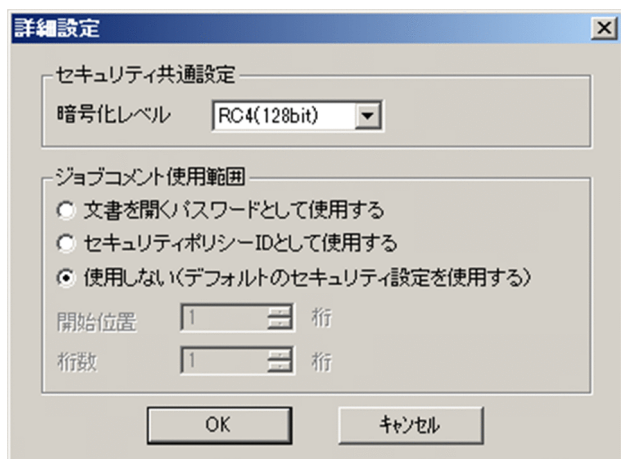 詳細設定
セキュリティ共通設定
暗号化レベル RC4(128bit)
ジョブコメント使用範囲
文書を開くパスワードとして使用する
セキュリティポリシーIDとして使用する
使用しない(デフォルトのセキュリティ設定を使用する)
開始位置 1 桁
桁数 1 桁
OK キャンセル